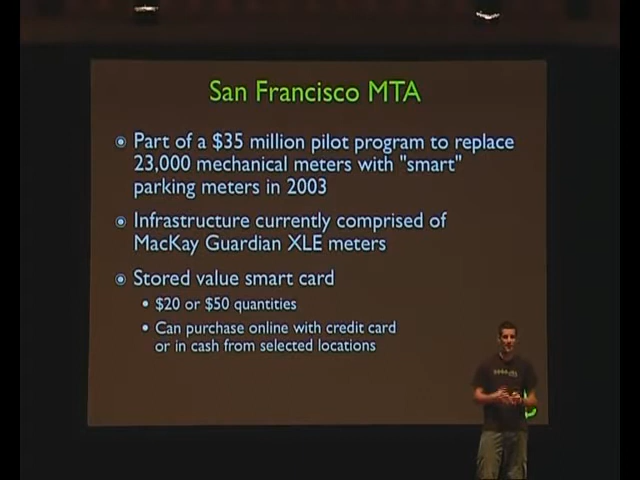 San Francisco MTA
Part of a $35 million pilot program to replace
23,000 mechanical meters with "smart"
parking meters in 2003
Infrastructure currently comprised of
MacKay Guardian XLE meters
Stored value smart card
$20 or $50 quantities
Can purchase online with credit card
or in cash from selected locations